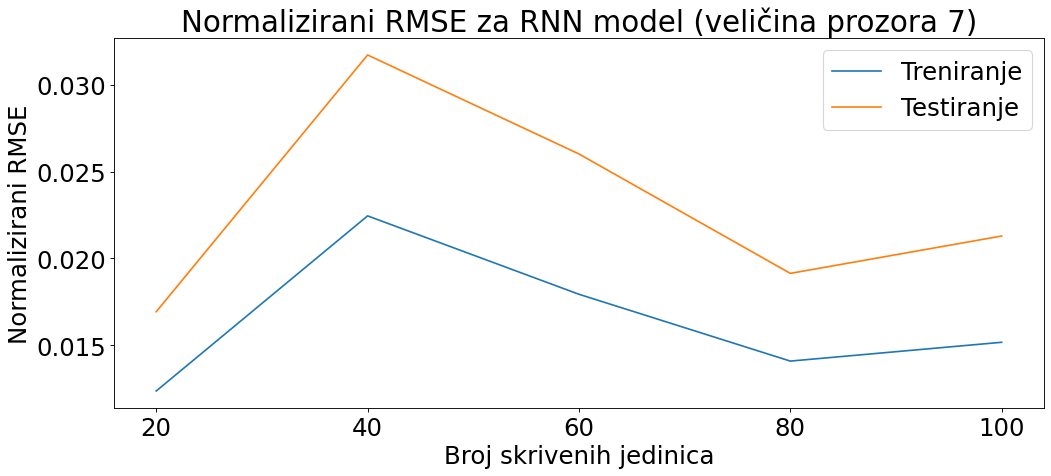 Normalizirani RMSE za RNN model (veličina prozora 7)
Treniranje
Testiranje
Normalizirani RMSE
0.030
0.025
0.020
0.015
20 40 60 80 100
Broj skrivenih jedinica